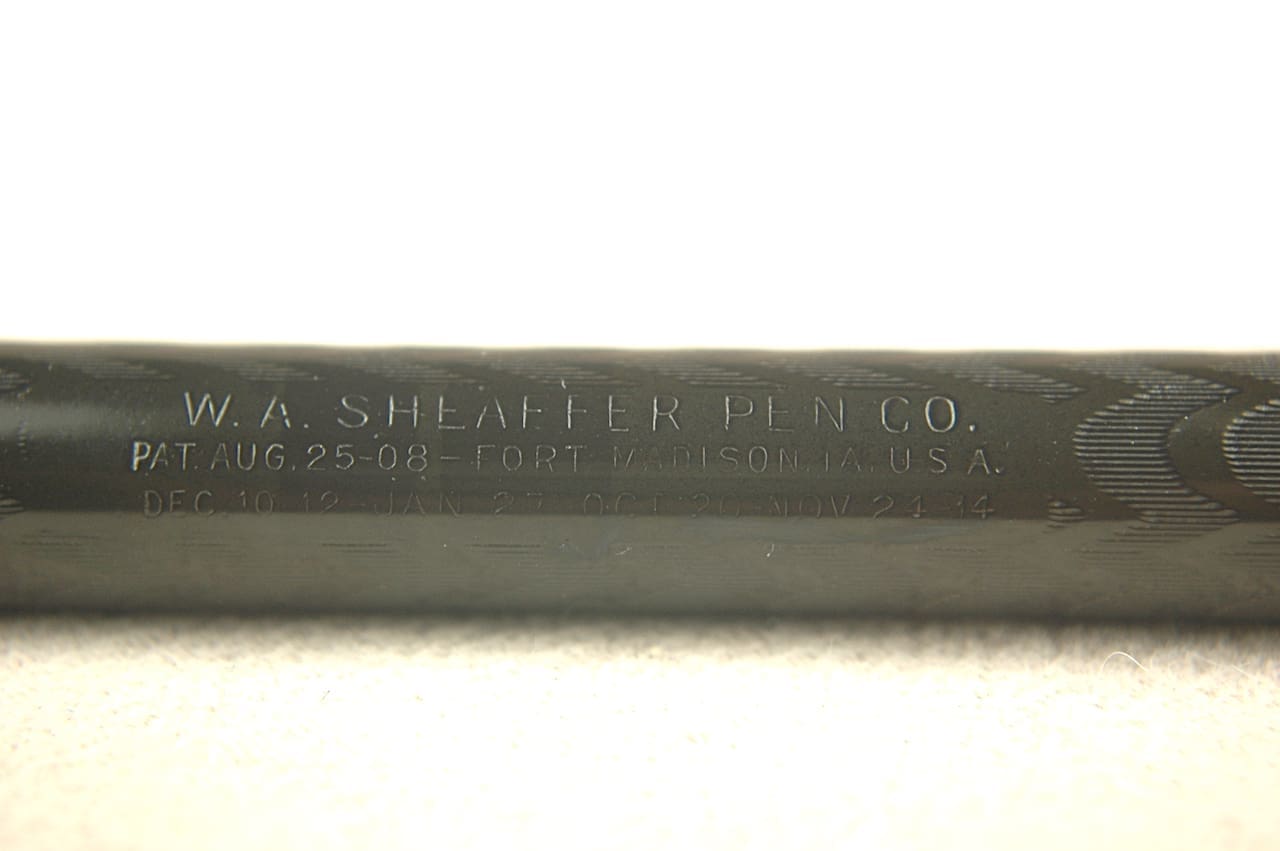 W. A. SHEAFFER PEN CO.
PAT. AUG. 25-08 - FORT MADISON, IA. U.S.A.
DEC. 10 12 - JAN 27 OCT 20 NOV 24 14